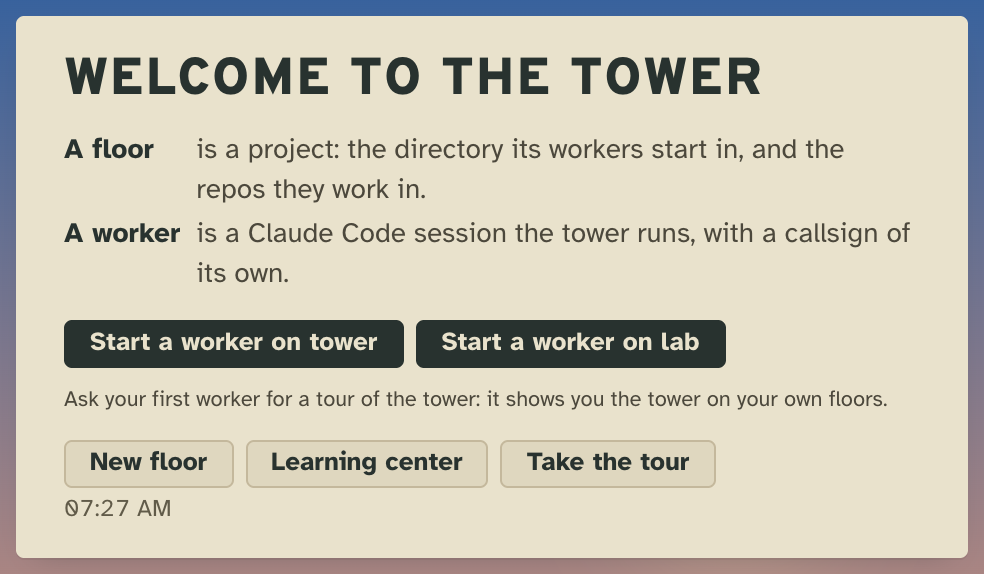 WELCOME TO THE TOWER
A floor is a project: the directory its workers start in, and the
repos they work in.
A worker is a Claude Code session the tower runs, with a callsign of
its own.
Start a worker on tower Start a worker on lab
Ask your first worker for a tour of the tower: it shows you the tower on your own floors.
New floor Learning center Take the tour
07:27 AM